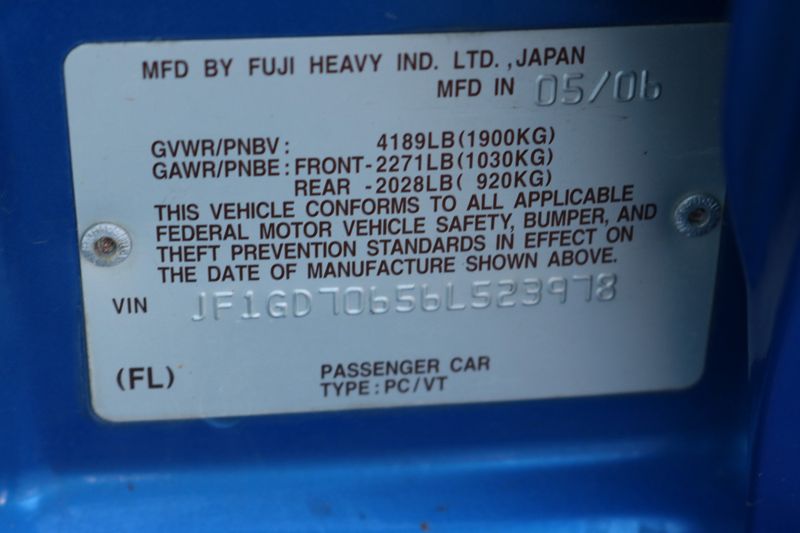 MFD BY FUJI HEAVY IND. LTD., JAPAN
MFD IN 05/06
GVWR/PNBV: 4189LB(1900KG)
GAWR/PNBE: FRONT-2271LB(1030KG)
REAR -2028LB( 920KG)
THIS VEHICLE CONFORMS TO ALL APPLICABLE
FEDERAL MOTOR VEHICLE SAFETY, BUMPER, AND
THEFT PREVENTION STANDARDS IN EFFECT ON
THE DATE OF MANUFACTURE SHOWN ABOVE.
VIN JF1GD70656L523978
(FL) PASSENGER CAR
TYPE:PC/VT